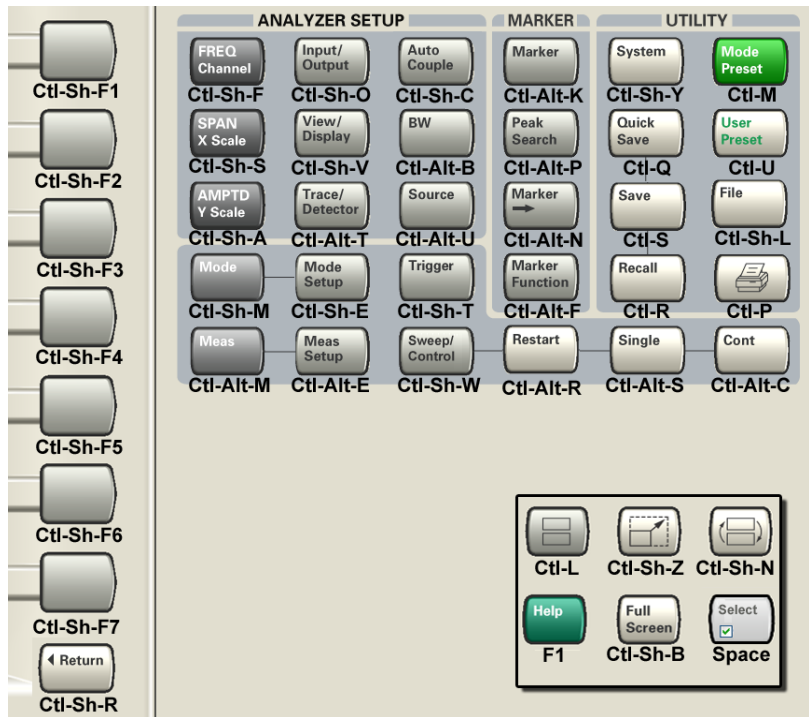 ANALYZER SETUP
MARKER
UTILITY
FREQ
Channel
Input/
Output
Auto
Couple
Marker
System
Mode
Preset
Ctl-Sh-F1
Ctl-Sh-F
Ctl-Sh-O
Ctl-Sh-C
Ctl-Alt-K
Ctl-Sh-Y
Ctl-M
SPAN
X Scale
View/
Display
BW
Peak
Search
Quick
Save
User
Preset
Ctl-Sh-F2
Ctl-Sh-S
Ctl-Sh-V
Ctl-Alt-B
Ctl-Alt-P
Ctl-Q
Ctl-U
AMPTD
Y Scale
Trace/
Detector
Source
Marker
Save
File
Ctl-Sh-F3
Ctl-Sh-A
Ctl-Alt-T
Ctl-Alt-U
Ctl-Alt-N
Ctl-S
Ctl-Sh-L
Mode
Mode
Setup
Trigger
Marker
Function
Recall
Ctl-Sh-M
Ctl-Sh-E
Ctl-Sh-T
Ctl-Alt-F
Ctl-R
Ctl-P
Ctl-Sh-F4
Meas
Meas
Setup
Sweep/
Control
Restart
Single
Cont
Ctl-Alt-M
Ctl-Alt-E
Ctl-Sh-W
Ctl-Alt-R
Ctl-Alt-S
Ctl-Alt-C
Ctl-Sh-F5
Ctl-Sh-F6
Ctl-Sh-F7
Return
Ctl-Sh-R
Ctl-L
Ctl-Sh-Z
Ctl-Sh-N
Help
Full
Screen
Select
F1
Ctl-Sh-B
Space